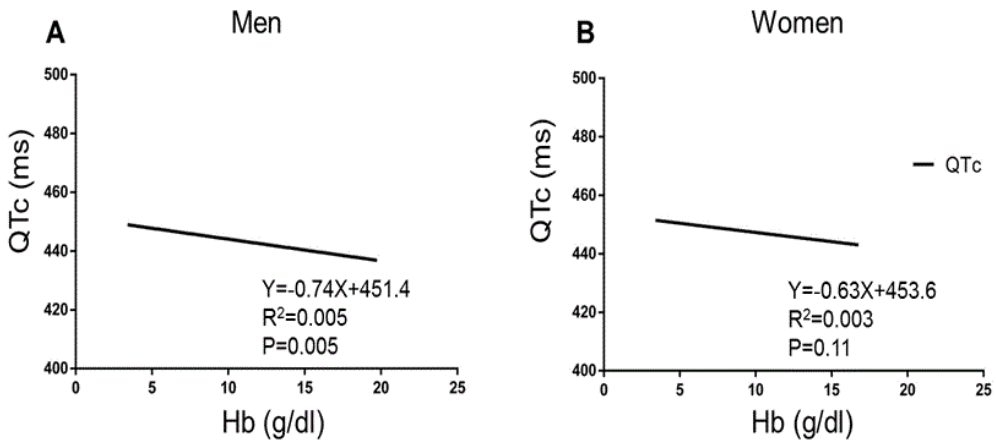 A Men
500
480
460
440
420
400
QTc (ms)
Y=-0.74X+451.4
R²=0.005
P=0.005
0 5 10 15 20 25
Hb (g/dl)
B Women
500
480
460
440
420
400
QTc (ms)
QTc
Y=-0.63X+453.6
R²=0.003
P=0.11
0 5 10 15 20 25
Hb (g/dl)